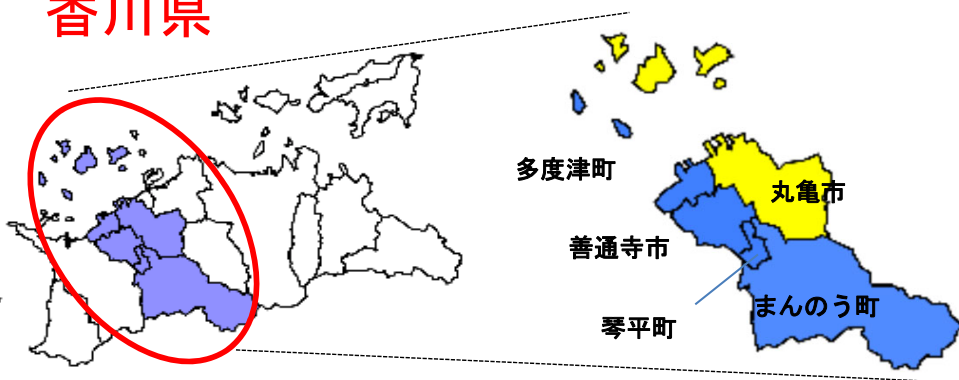 香川県
多度津町
丸亀市
善通寺市
まんのう町
琴平町